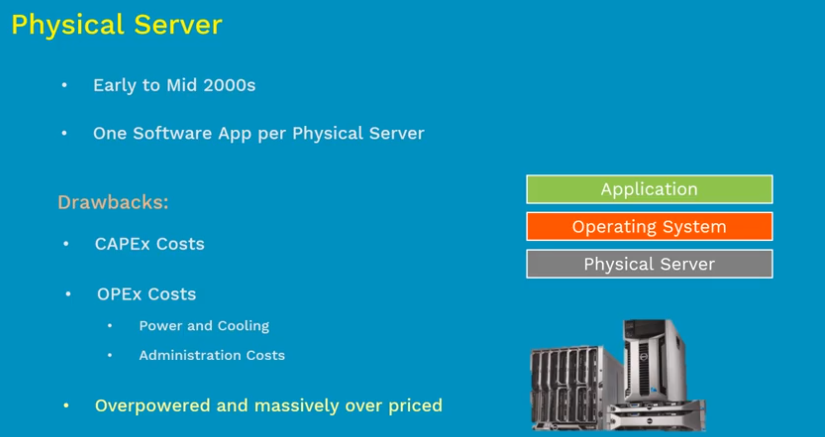 Physical Server
• Early to Mid 2000s
• One Software App per Physical Server
Drawbacks:
• CAPEx Costs
• OPEx Costs
• Power and Cooling
• Administration Costs
• Overpowered and massively over priced
Application
Operating System
Physical Server